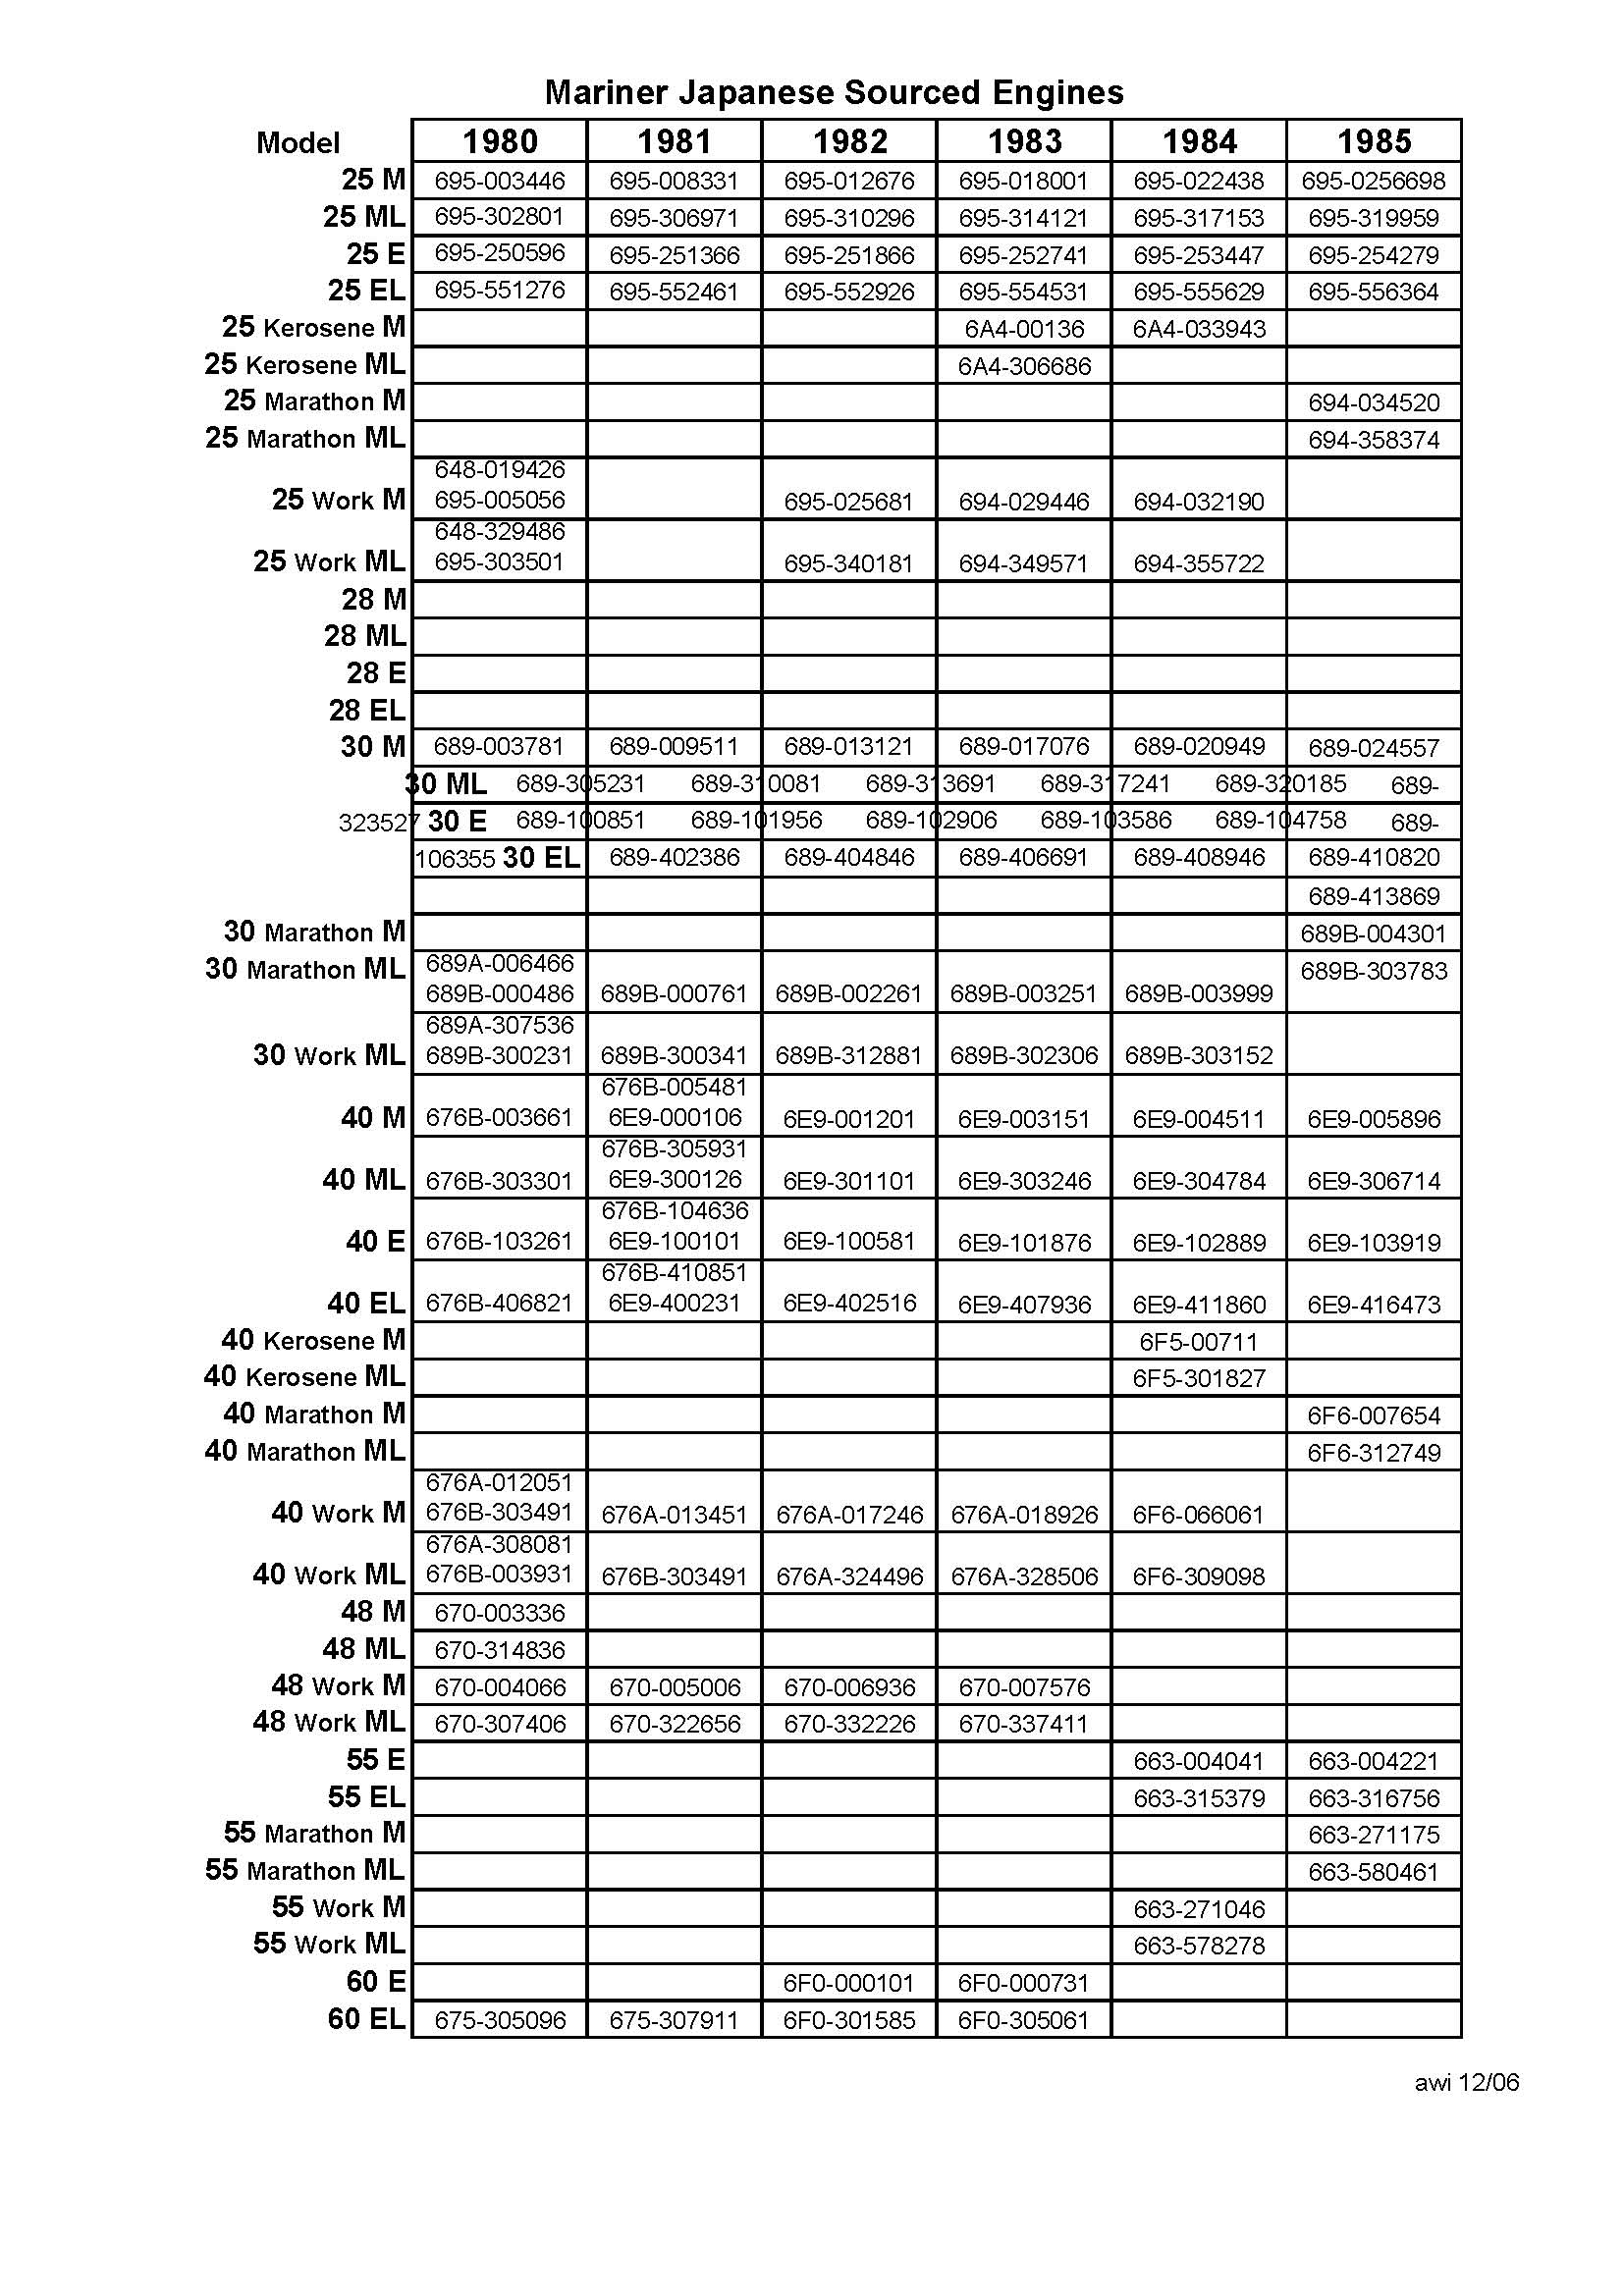 Mariner Japanese Sourced Engines
Model 1980 1981 1982 1983 1984 1985
25 M 695-003446 695-008331 695-012676 695-018001 695-022438 695-0256698
25 ML 695-302801 695-306971 695-310296 695-314121 695-317153 695-319959
25 E 695-250596 695-251366 695-251866 695-252741 695-253447 695-254279
25 EL 695-551276 695-552461 695-552926 695-554531 695-555629 695-556364
25 Kerosene M 6A4-00136 6A4-033943
25 Kerosene ML 6A4-306686
25 Marathon M 694-034520
25 Marathon ML 694-358374
648-019426
25 Work M 695-005056 695-025681 694-029446 694-032190
648-329486
25 Work ML 695-303501 695-340181 694-349571 694-355722
28 M
28 ML
28 E
28 EL
30 M 689-003781 689-009511 689-013121 689-017076 689-020949 689-024557
30 ML 689-305231 689-310081 689-313691 689-317241 689-320185 689-
323527 30 E 689-100851 689-101956 689-102906 689-103586 689-104758 689-
106355 30 EL 689-402386 689-404846 689-406691 689-408946 689-410820
689-413869
30 Marathon M 689B-004301
30 Marathon ML 689A-006466 689B-303783
689B-000486 689B-000761 689B-002261 689B-003251 689B-003999
689A-307536
30 Work ML 689B-300231 689B-300341 689B-312881 689B-302306 689B-303152
676B-005481
40 M 676B-003661 6E9-000106 6E9-001201 6E9-003151 6E9-004511 6E9-005896
676B-305931
40 ML 676B-303301 6E9-300126 6E9-301101 6E9-303246 6E9-304784 6E9-306714
676B-104636
40 E 676B-103261 6E9-100101 6E9-100581 6E9-101876 6E9-102889 6E9-103919
676B-410851
40 EL 676B-406821 6E9-400231 6E9-402516 6E9-407936 6E9-411860 6E9-416473
40 Kerosene M 6F5-00711
40 Kerosene ML 6F5-301827
40 Marathon M 6F6-007654
40 Marathon ML 6F6-312749
676A-012051
40 Work M 676B-303491 676A-013451 676A-017246 676A-018926 6F6-066061
676A-308081
40 Work ML 676B-003931 676B-303491 676A-324496 676A-328506 6F6-309098
48 M 670-003336
48 ML 670-314836
48 Work M 670-004066 670-005006 670-006936 670-007576
48 Work ML 670-307406 670-322656 670-332226 670-337411
55 E 663-004041 663-004221
55 EL 663-315379 663-316756
55 Marathon M 663-271175
55 Marathon ML 663-580461
55 Work M 663-271046
55 Work ML 663-578278
60 E 6F0-000101 6F0-000731
60 EL 675-305096 675-307911 6F0-301585 6F0-305061
awi 12/06